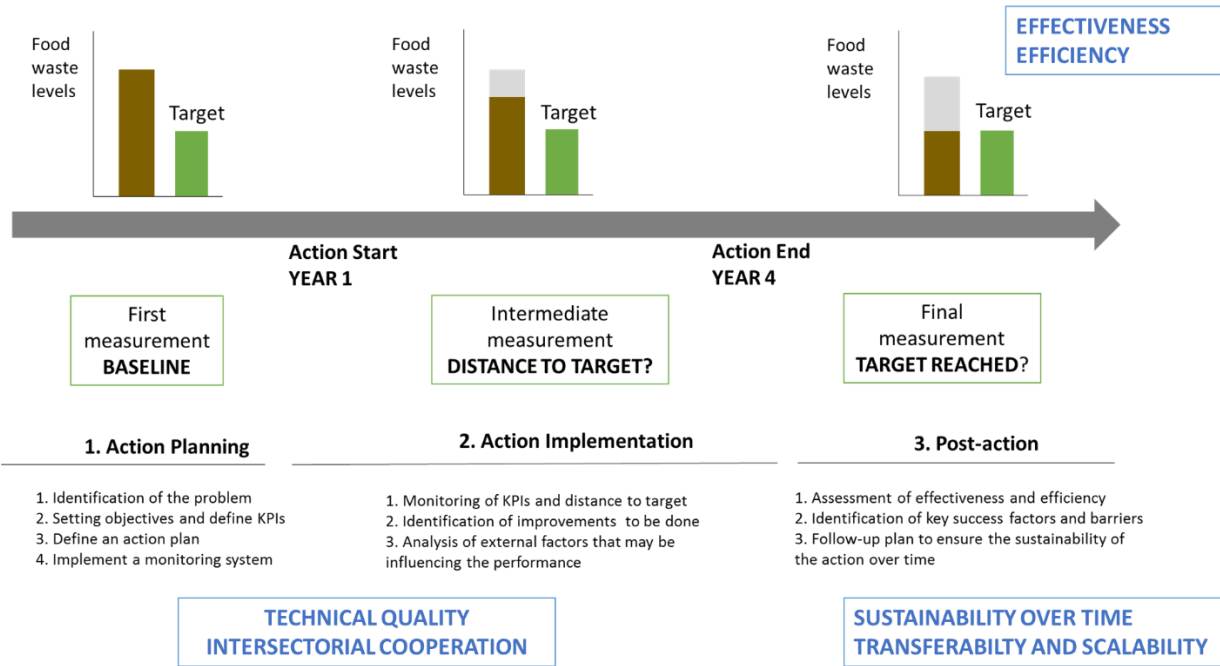 EFFECTIVENESS
EFFICIENCY
Food
waste
levels
Target
Food
waste
levels
Target
Food
waste
levels
Target
Action Start
YEAR 1
Action End
YEAR 4
First
measurement
BASELINE
Intermediate
measurement
DISTANCE TO TARGET?
Final
measurement
TARGET REACHED?
1. Action Planning
1. Identification of the problem
2. Setting objectives and define KPIs
3. Define an action plan
4. Implement a monitoring system
2. Action Implementation
1. Monitoring of KPIs and distance to target
2. Identification of improvements to be done
3. Analysis of external factors that may be
influencing the performance
3. Post-action
1. Assessment of effectiveness and efficiency
2. Identification of key success factors and barriers
3. Follow-up plan to ensure the sustainability of
the action over time
TECHNICAL QUALITY
INTERSECTORIAL COOPERATION
SUSTAINABILITY OVER TIME
TRANSFERABILTY AND SCALABILITY